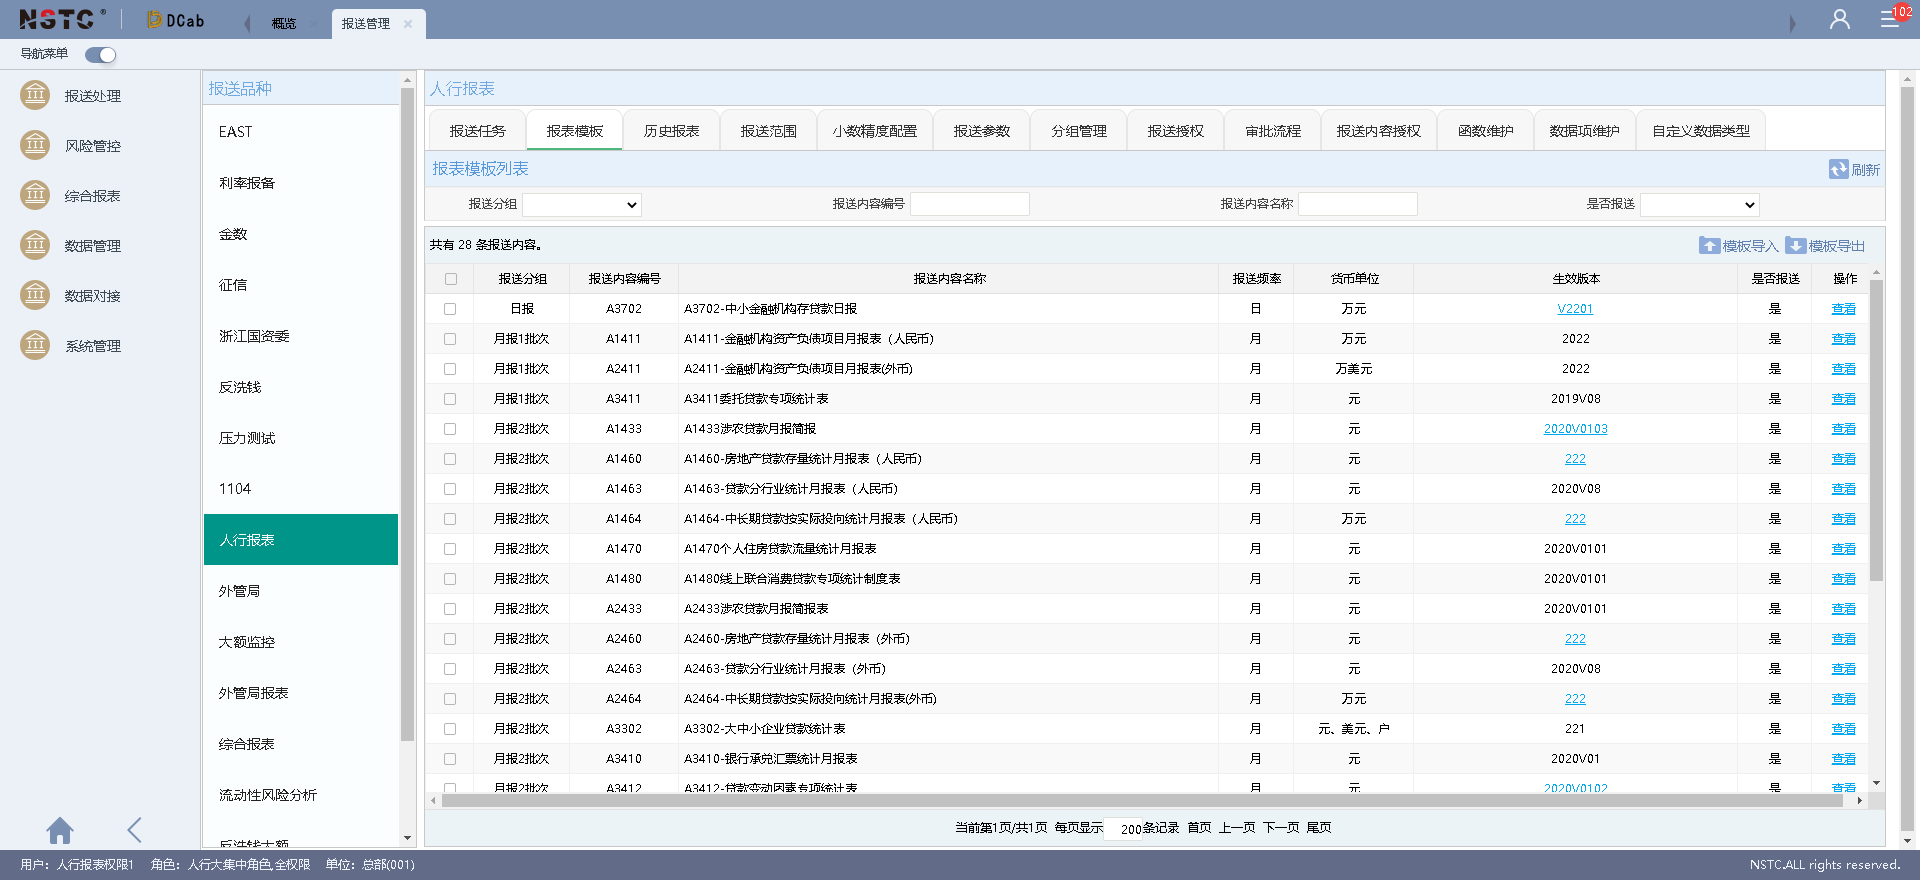 NSTC ® DCab 概览 × 报送管理 × 102
导航菜单
报送处理
风险管控
综合报表
数据管理
数据对接
系统管理
报送品种
EAST
利率报备
金数
征信
浙江国资委
反洗钱
压力测试
1104
人行报表
外管局
大额监控
外管局报表
综合报表
流动性风险分析
反洗钱大额
人行报表
报送任务 报表模板 历史报表 报送范围 小数精度配置 报送参数 分组管理 报送授权 审批流程 报送内容授权 函数维护 数据项维护 自定义数据类型
报表模板列表 刷新
报送分组 报送内容编号 报送内容名称 是否报送
共有 28 条报送内容。 模板导入 模板导出
报送分组 报送内容编号 报送内容名称 报送频率 货币单位 生效版本 是否报送 操作
日报 A3702 A3702-中小金融机构存贷款日报 日 万元 V2201 是 查看
月报1批次 A1411 A1411-金融机构资产负债项目月报表（人民币） 月 万元 2022 是 查看
月报1批次 A2411 A2411-金融机构资产负债项目月报表(外币) 月 万美元 2022 是 查看
月报1批次 A3411 A3411委托贷款专项统计表 月 元 2019V08 是 查看
月报2批次 A1433 A1433涉农贷款月报简报 月 元 2020V0103 是 查看
月报2批次 A1460 A1460-房地产贷款存量统计月报表（人民币） 月 元 222 是 查看
月报2批次 A1463 A1463-贷款分行业统计月报表（人民币） 月 元 2020V08 是 查看
月报2批次 A1464 A1464-中长期贷款按实际投向统计月报表（人民币） 月 万元 222 是 查看
月报2批次 A1470 A1470个人住房贷款流量统计月报表 月 元 2020V0101 是 查看
月报2批次 A1480 A1480线上联合消费贷款专项统计制度表 月 元 2020V0101 是 查看
月报2批次 A2433 A2433涉农贷款月报简报表 月 元 2020V0101 是 查看
月报2批次 A2460 A2460-房地产贷款存量统计月报表（外币） 月 元 222 是 查看
月报2批次 A2463 A2463-贷款分行业统计月报表（外币） 月 元 2020V08 是 查看
月报2批次 A2464 A2464-中长期贷款按实际投向统计月报表(外币) 月 万元 222 是 查看
月报2批次 A3302 A3302-大中小企业贷款统计表 月 元、美元、户 221 是 查看
月报2批次 A3410 A3410-银行承兑汇票统计月报表 月 元 2020V01 是 查看
月报2批次 A3412 A3412-贷款变动因素专项统计表 月 元 2020V0102 是 查看
当前第1页/共1页 每页显示 200条记录 首页 上一页 下一页 尾页
用户：人行报表权限1 角色：人行大集中角色,全权限 单位：总部(001) NSTC.ALL rights reserved.